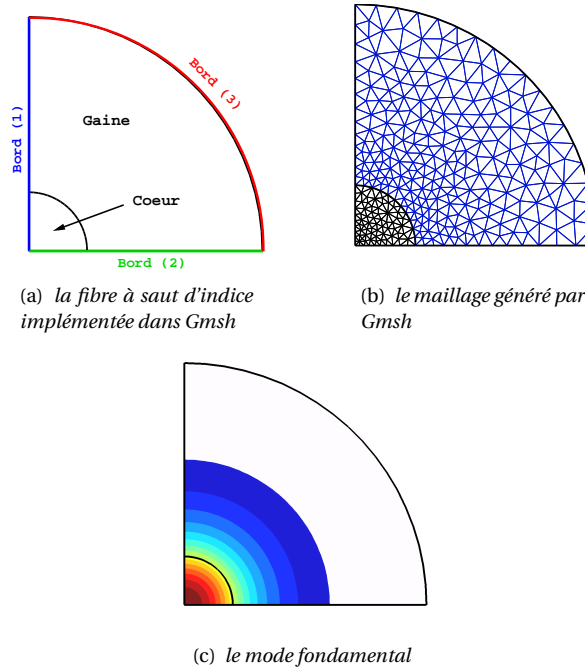 Bord (1)
Bord (3)
Gaine
Coeur
Bord (2)
(a) la fibre à saut d'indice
implémentée dans Gmsh
(b) le maillage généré par
Gmsh
(c) le mode fondamental